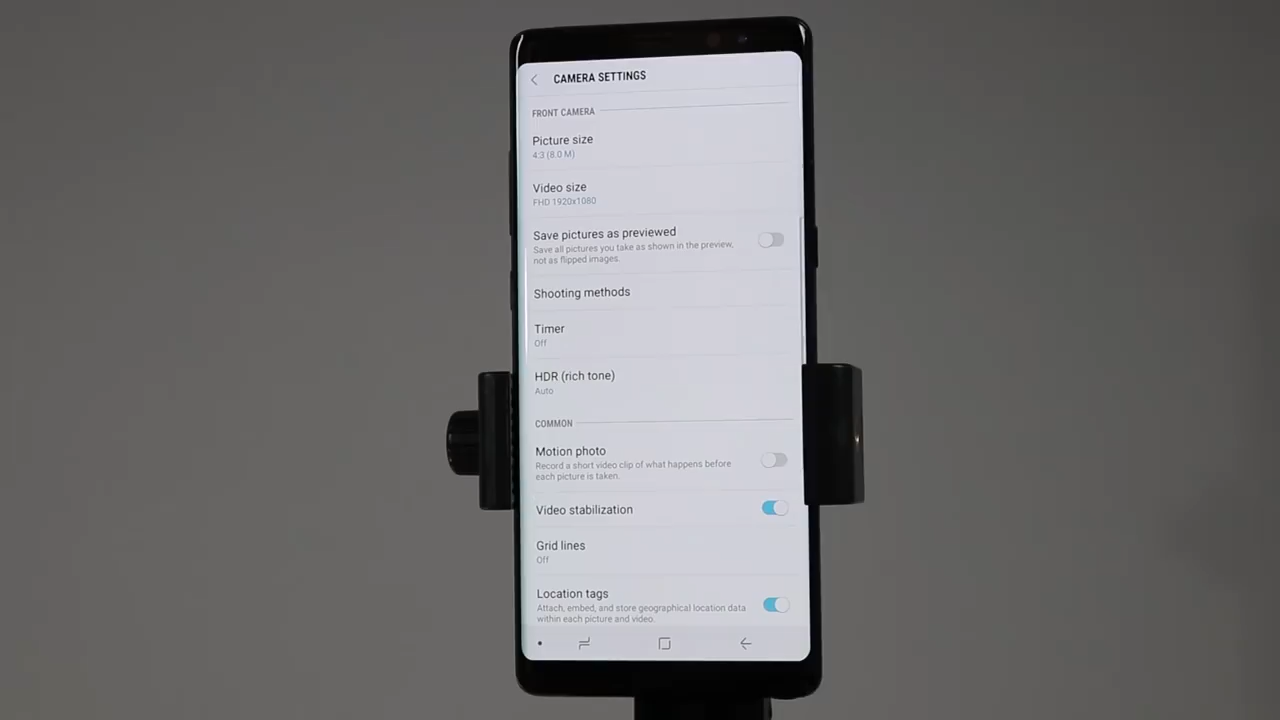 CAMERA SETTINGS
FRONT CAMERA
Picture size
4:3 (8.0 M)
Video size
FHD 1920x1080
Save pictures as previewed
Save all pictures you take as shown in the preview,
not as flipped images.
Shooting methods
Timer
Off
HDR (rich tone)
Auto
COMMON
Motion photo
Record a short video clip of what happens before
each picture is taken.
Video stabilization
Grid lines
Off
Location tags
Attach, embed, and store geographical location data
within each picture and video.